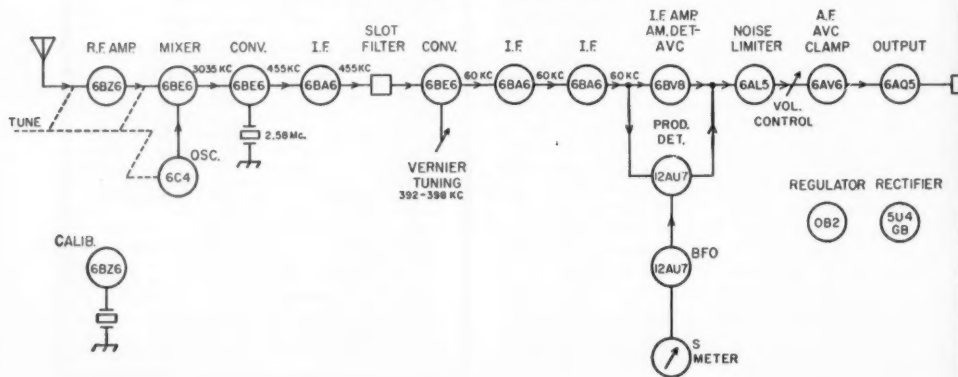 R.F. AMP.
6BZ6
MIXER
6BE6
3035 KC
CONV.
6BE6
455 KC
I.F.
6BA6
455 KC
SLOT
FILTER
CONV.
6BE6
60 KC
I.F.
6BA6
60 KC
I.F.
6BA6
60 KC
I.F. AMP.
AM. DET-
AVC
6BV8
NOISE
LIMITER
6AL5
VOL.
CONTROL
A.F.
AVC
CLAMP
6AV6
OUTPUT
6AQ5
TUNE
2.58 Mc.
OSC.
6C4
VERNIER
TUNING
392-398 KC
PROD.
DET.
12AU7
REGULATOR
OB2
RECTIFIER
5U4
GB
CALIB.
6BZ6
BFO
12AU7
S
METER